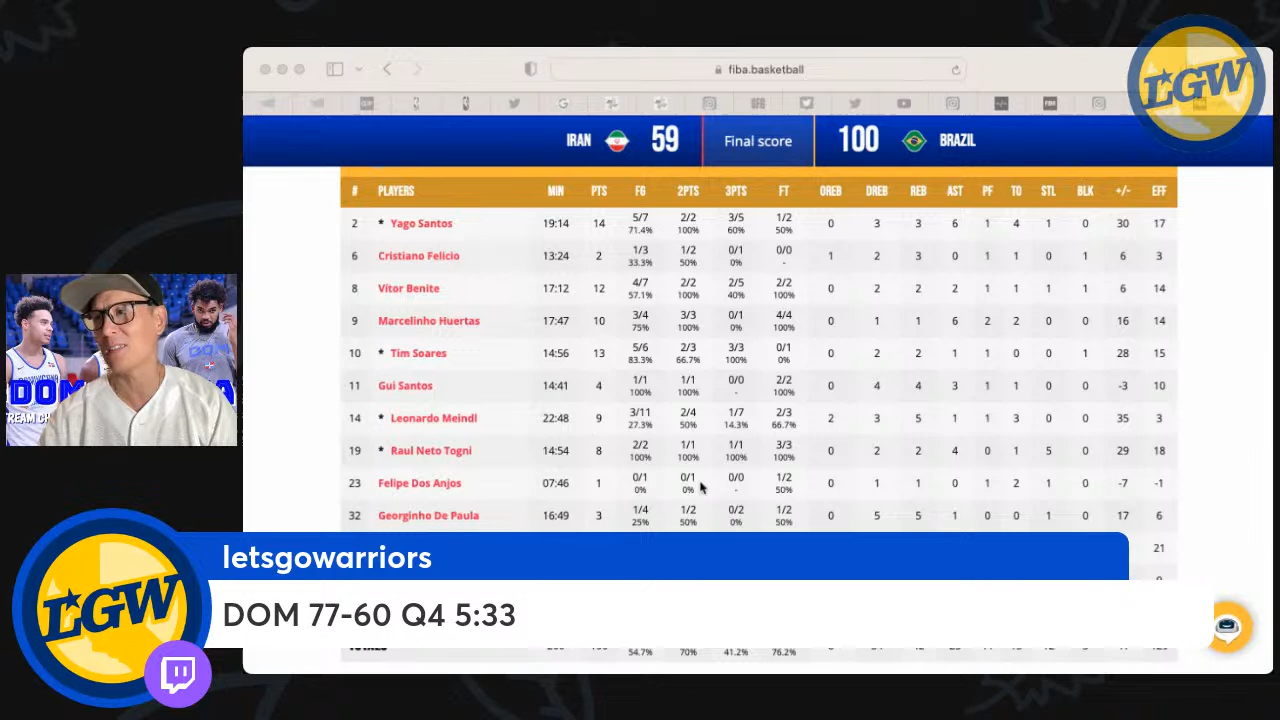 LGW
fiba.basketball
IRAN 59 Final score 100 BRAZIL
# PLAYERS MIN PTS FG 2PTS 3PTS FT OREB DREB REB AST PF TO STL BLK +/- EFF
2 * Yago Santos 19:14 14 5/7 2/2 3/5 1/2 0 3 3 6 1 4 1 0 30 17
71.4% 100% 60% 50%
6 Cristiano Felicio 13:24 2 1/3 1/2 0/1 0/0 1 2 3 0 1 1 0 1 6 3
33.3% 50% 0% -
8 Vitor Benite 17:12 12 4/7 2/2 2/5 2/2 0 2 2 2 1 1 1 1 6 14
57.1% 100% 40% 100%
9 Marcelinho Huertas 17:47 10 3/4 3/3 0/1 4/4 0 1 1 6 2 2 0 0 16 14
75% 100% 0% 100%
10 * Tim Soares 14:56 13 5/6 2/3 3/3 0/1 0 2 2 1 1 0 0 1 28 15
83.3% 66.7% 100% 0%
11 Gui Santos 14:41 4 1/1 1/1 0/0 2/2 0 4 4 3 1 1 0 0 -3 10
100% 100% - 100%
14 * Leonardo Meindl 22:48 9 3/11 2/4 1/7 2/3 2 3 5 1 1 3 0 0 35 3
27.3% 50% 14.3% 66.7%
19 * Raul Neto Togni 14:54 8 2/2 1/1 1/1 3/3 0 2 2 4 0 1 5 0 29 18
100% 100% 100% 100%
23 Felipe Dos Anjos 07:46 1 0/1 0/1 0/0 1/2 0 1 1 0 1 2 1 0 -7 -1
0% 0% - 50%
32 Georginho De Paula 16:49 3 1/4 1/2 0/2 1/2 0 5 5 1 0 0 1 0 17 6
25% 50% 0% 50%
21
54.7% 70% 41.2% 76.2%
DOM
LGW
letsgowarriors
DOM 77-60 Q4 5:33